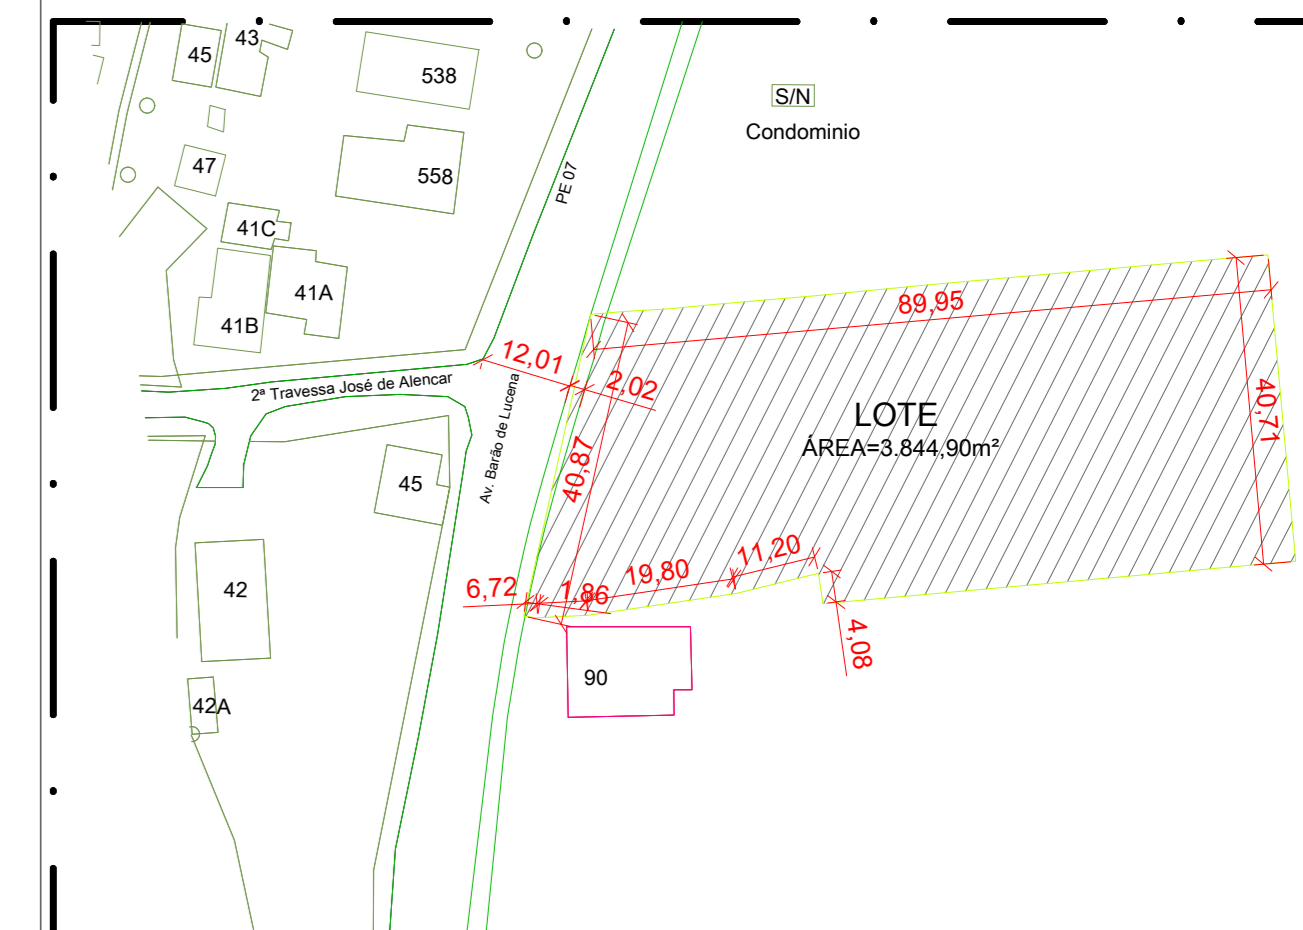 45
43
538
S/N
Condominio
47
558
PE 07
41C
41A
41B
89,95
12,01
2,02
2ª Travessa José de Alencar
Av. Barão de Lucena
40,71
LOTE
ÁREA=3.844,90m²
40,87
45
11,20
19,80
6,72
1,86
42
4,08
90
42A